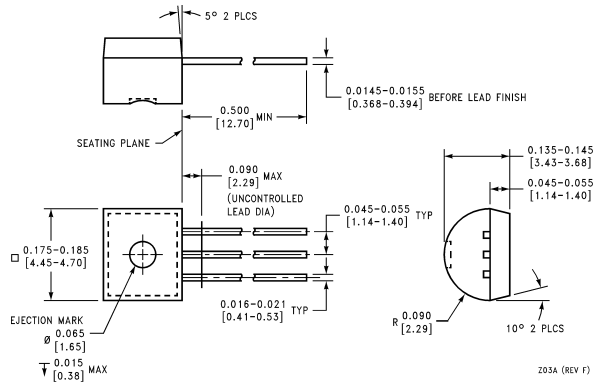 5° 2 PLCS
0.0145–0.0155
[0.368–0.394] BEFORE LEAD FINISH
0.500
[12.70] MIN
SEATING PLANE
0.090
[2.29] MAX
(UNCONTROLLED
LEAD DIA)
0.135–0.145
[3.43–3.68]
0.045–0.055
[1.14–1.40]
0.045–0.055
[1.14–1.40] TYP
□ 0.175–0.185
[4.45–4.70]
0.016–0.021
[0.41–0.53] TYP
R 0.090
[2.29]
10° 2 PLCS
EJECTION MARK
Ø 0.065
[1.65]
↧ 0.015
[0.38] MAX
Z03A (REV F)